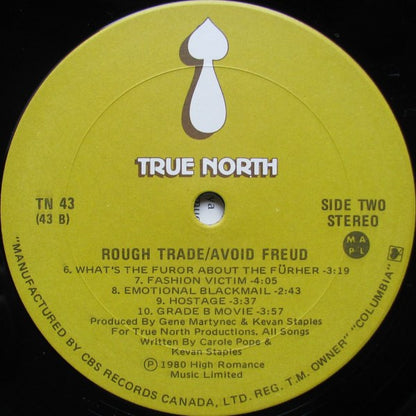 TRUE NORTH
TN 43
(43 B)
SIDE TWO
STEREO
MAPL
ROUGH TRADE/AVOID FREUD
6. WHAT'S THE FUROR ABOUT THE FÜRHER -3:19
7. FASHION VICTIM -4:05
8. EMOTIONAL BLACKMAIL -2:43
9. HOSTAGE -3:37
10. GRADE B MOVIE -3:57
Produced By Gene Martynec & Kevan Staples
For True North Productions, All Songs
Written By Carole Pope &
Kevan Staples
Ⓟ 1980 High Romance
Music Limited
"MANUFACTURED BY CBS RECORDS CANADA, LTD. REG. T.M. OWNER" "COLUMBIA"